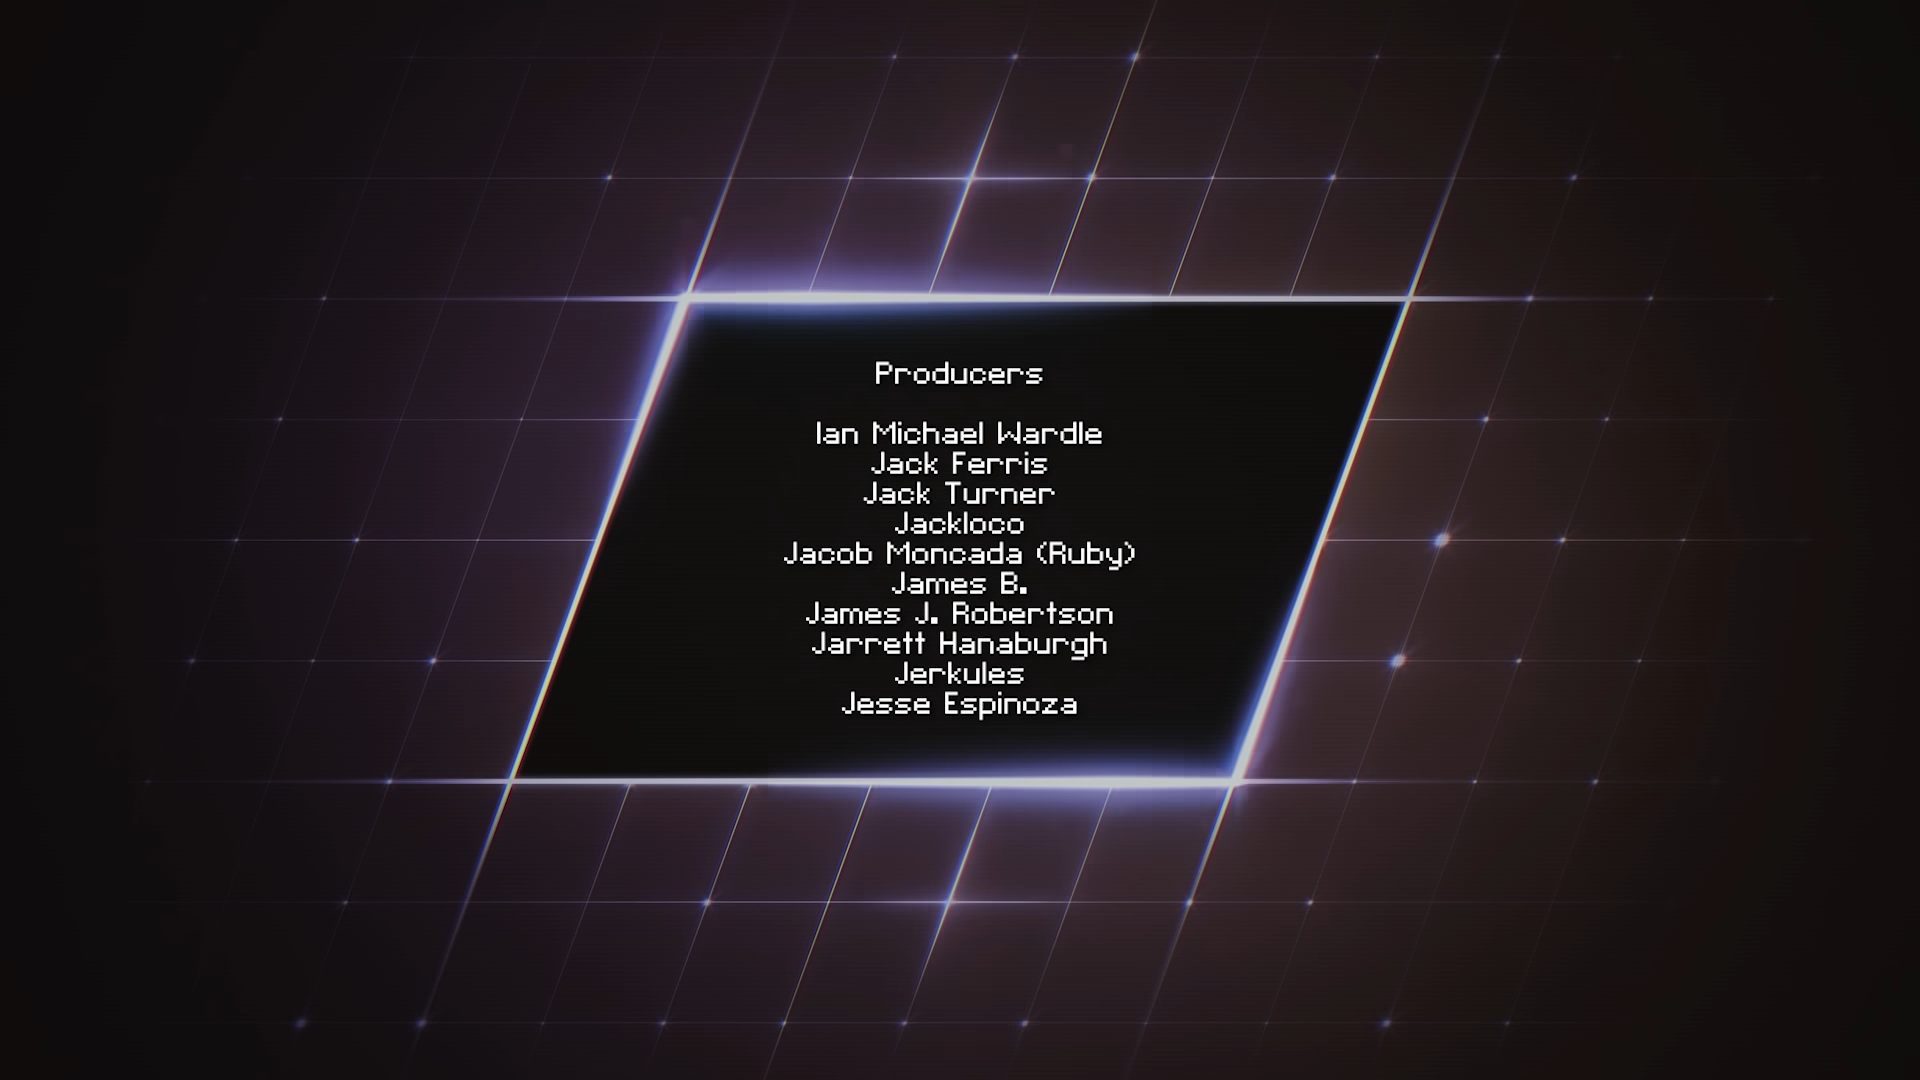 Producers
Ian Michael Wardle
Jack Ferris
Jack Turner
Jackloco
Jacob Moncada (Ruby)
James B.
James J. Robertson
Jarrett Hanaburgh
Jerkules
Jesse Espinoza